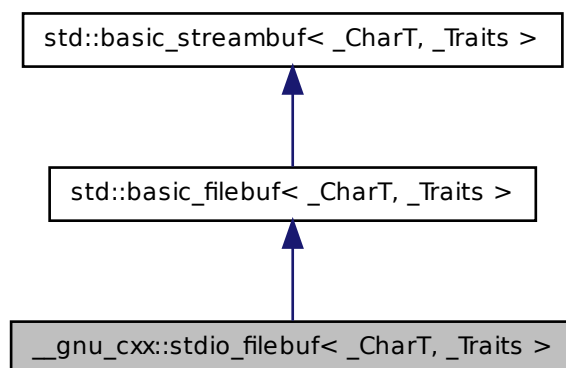 std::basic_streambuf< _CharT, _Traits >
std::basic_filebuf< _CharT, _Traits >
__gnu_cxx::stdio_filebuf< _CharT, _Traits >